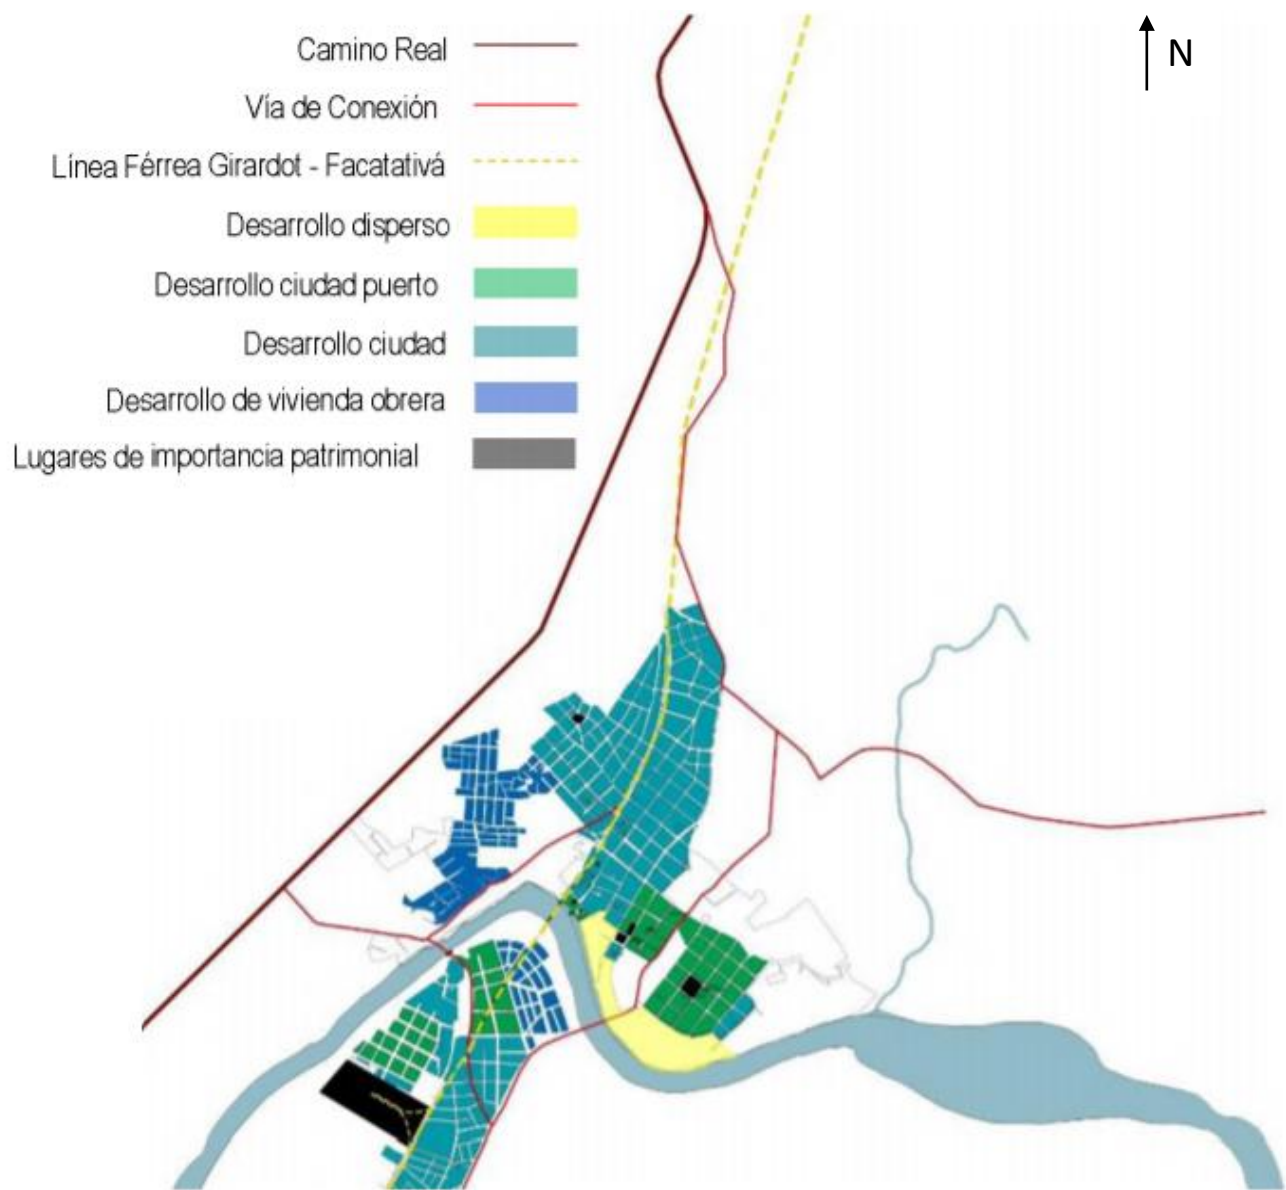 Camino Real
N
Vía de Conexión
Línea Férrea Girardot - Facatativá
Desarrollo disperso
Desarrollo ciudad puerto
Desarrollo ciudad
Desarrollo de vivienda obrera
Lugares de importancia patrimonial